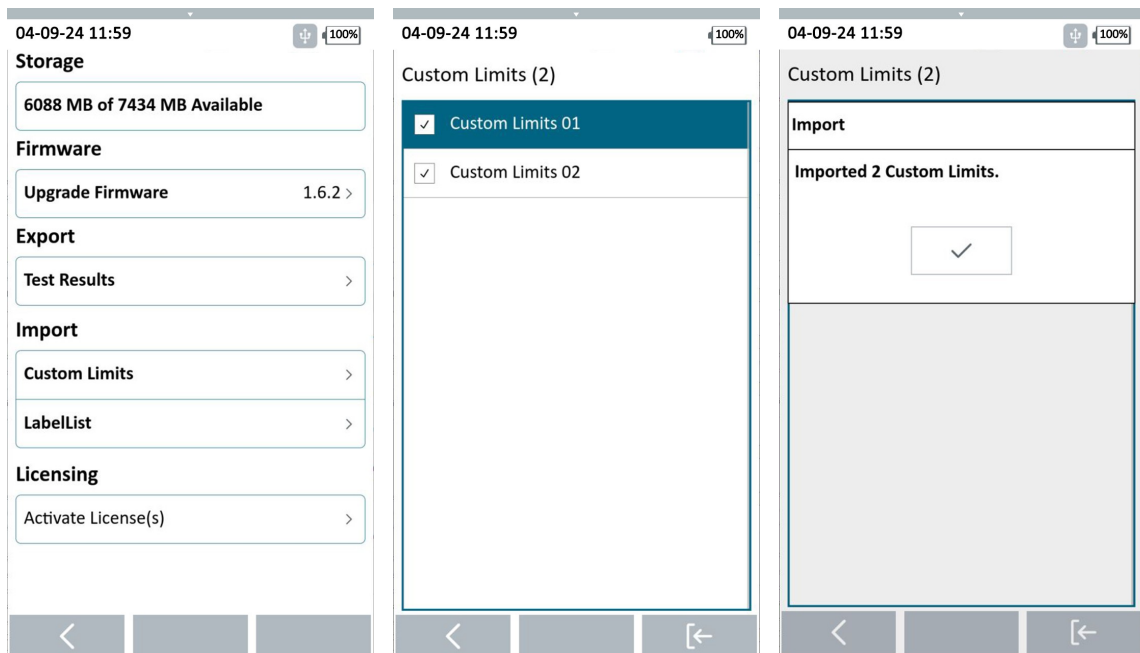 04-09-24 11:59
100%
Storage
6088 MB of 7434 MB Available
Firmware
Upgrade Firmware 1.6.2 >
Export
Test Results >
Import
Custom Limits >
LabelList >
Licensing
Activate License(s) >
04-09-24 11:59
100%
Custom Limits (2)
Custom Limits 01
Custom Limits 02
04-09-24 11:59
100%
Custom Limits (2)
Import
Imported 2 Custom Limits.